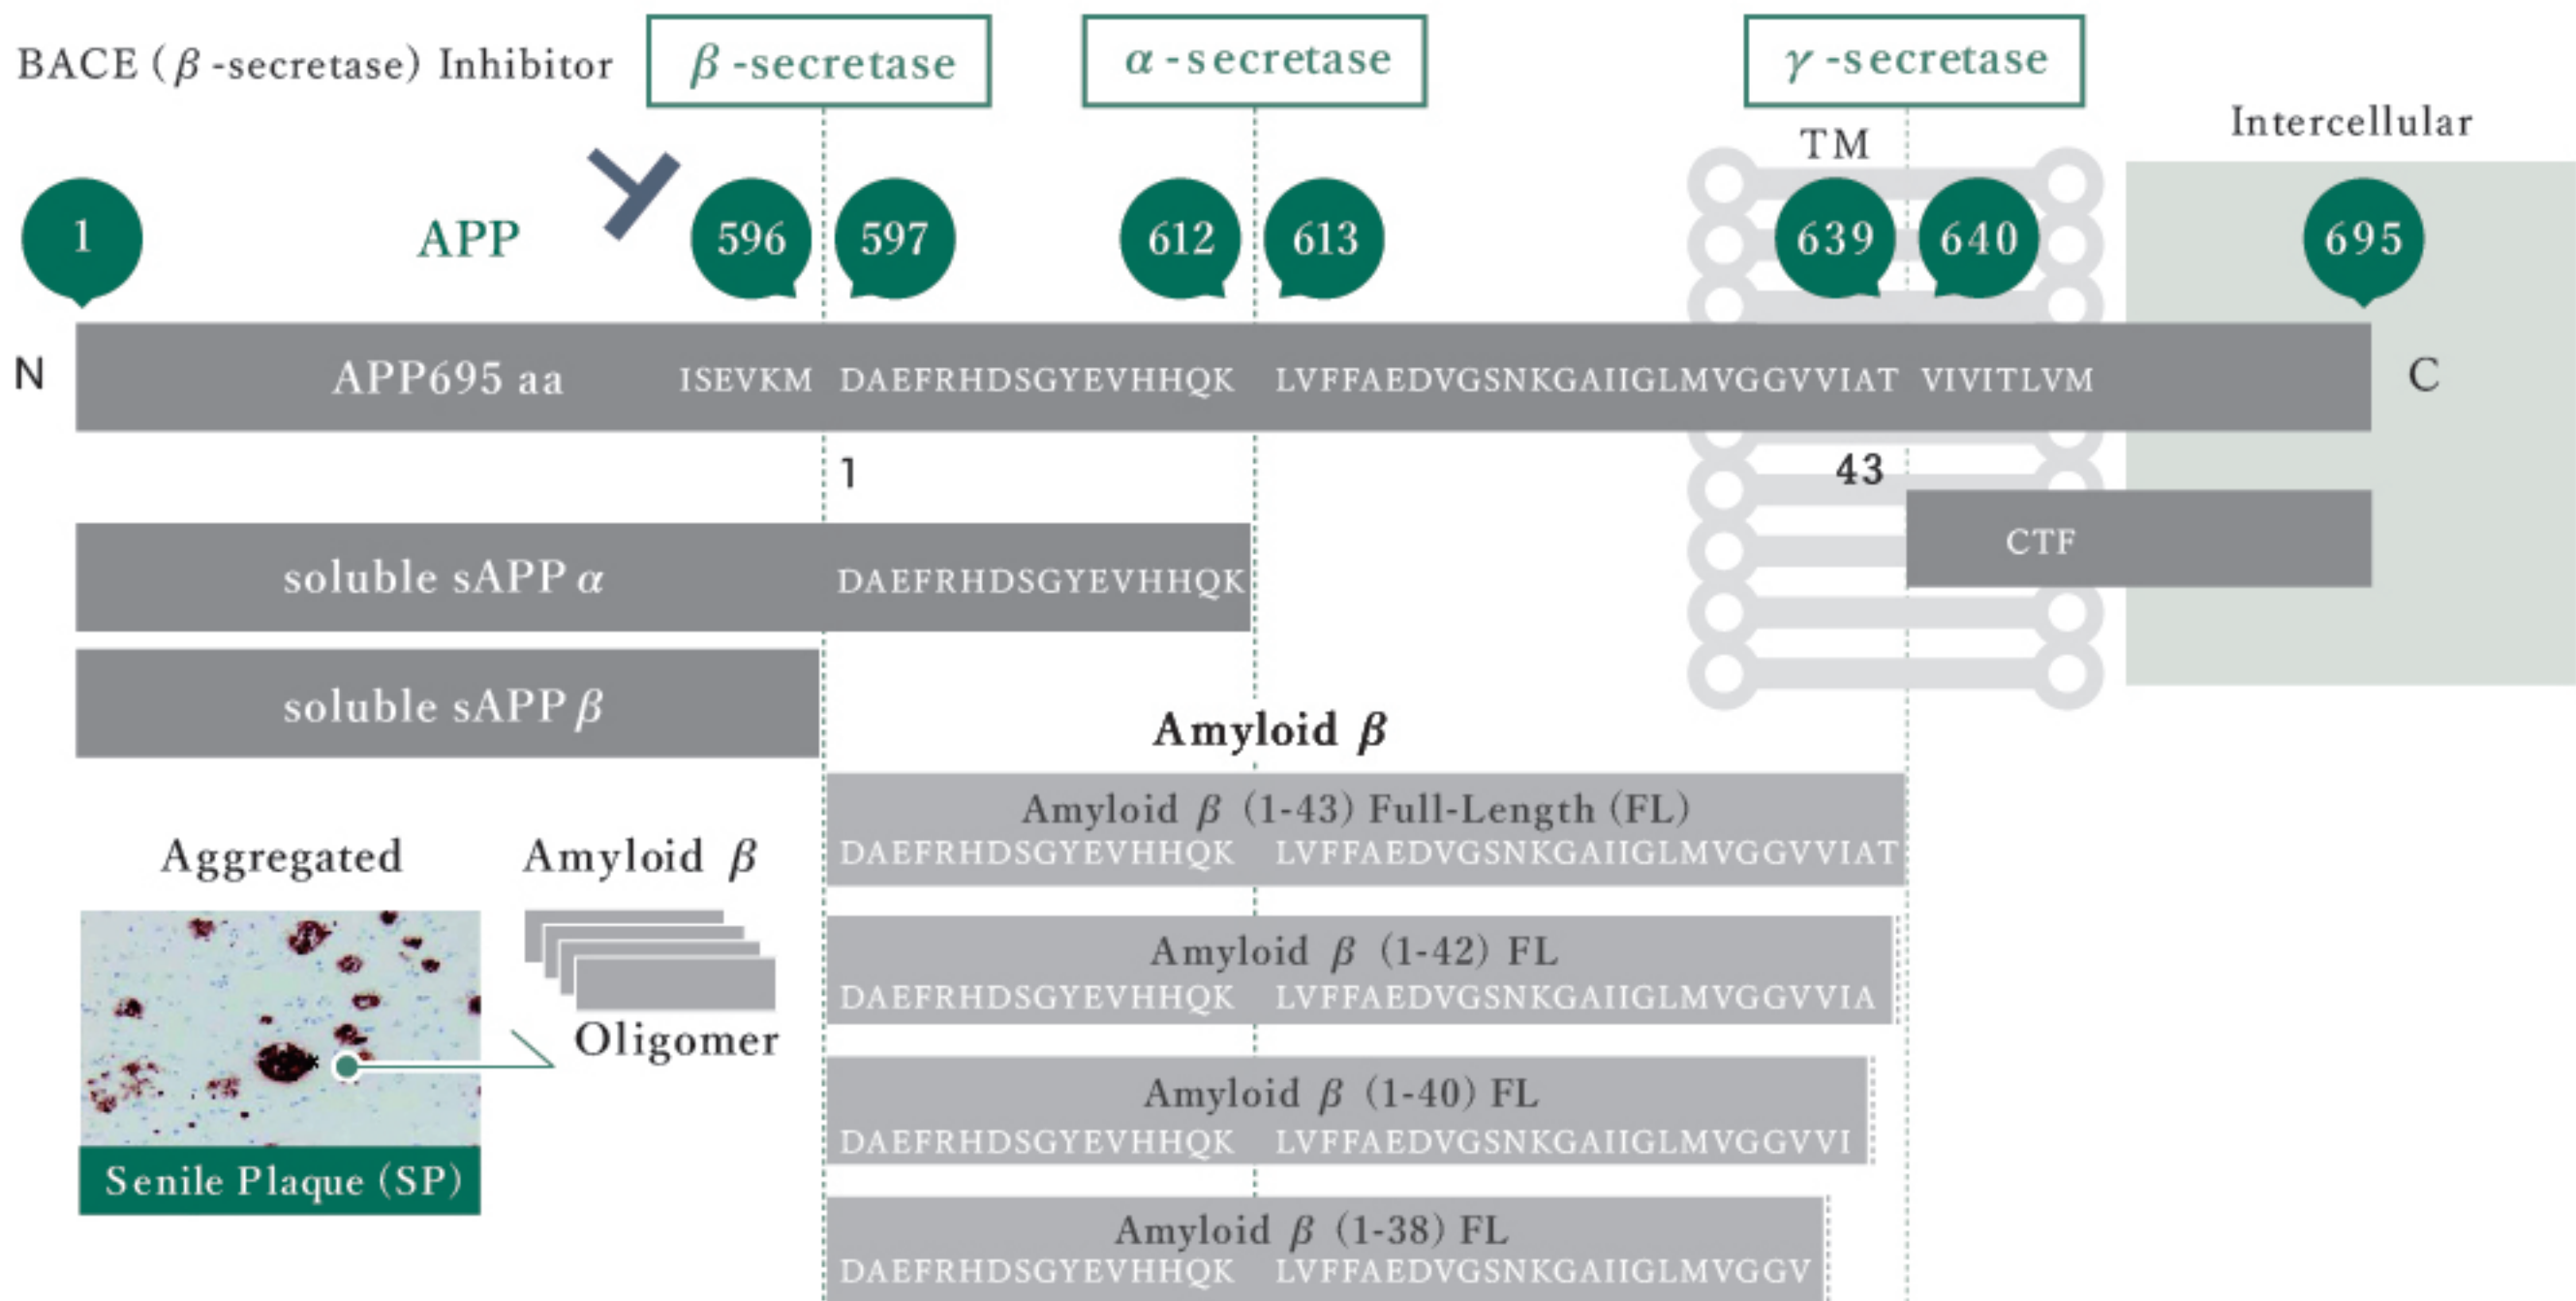 BACE (β-secretase) Inhibitor
β-secretase
α-secretase
γ-secretase
Intercellular
TM
1
APP
596
597
612
613
639
640
695
N
APP695 aa
ISEVKM DAEFRHDSGYEVHHQK LVFFAEDVGSNKGAIIGLMVGGVVIAT VIVITLVM
C
1
43
CTF
soluble sAPP α
DAEFRHDSGYEVHHQK
soluble sAPP β
Amyloid β
Amyloid β (1-43) Full-Length (FL)
DAEFRHDSGYEVHHQK LVFFAEDVGSNKGAIIGLMVGGVVIAT
Aggregated
Amyloid β
Oligomer
Senile Plaque (SP)
Amyloid β (1-42) FL
DAEFRHDSGYEVHHQK LVFFAEDVGSNKGAIIGLMVGGVVIA
Amyloid β (1-40) FL
DAEFRHDSGYEVHHQK LVFFAEDVGSNKGAIIGLMVGGVVI
Amyloid β (1-38) FL
DAEFRHDSGYEVHHQK LVFFAEDVGSNKGAIIGLMVGGV